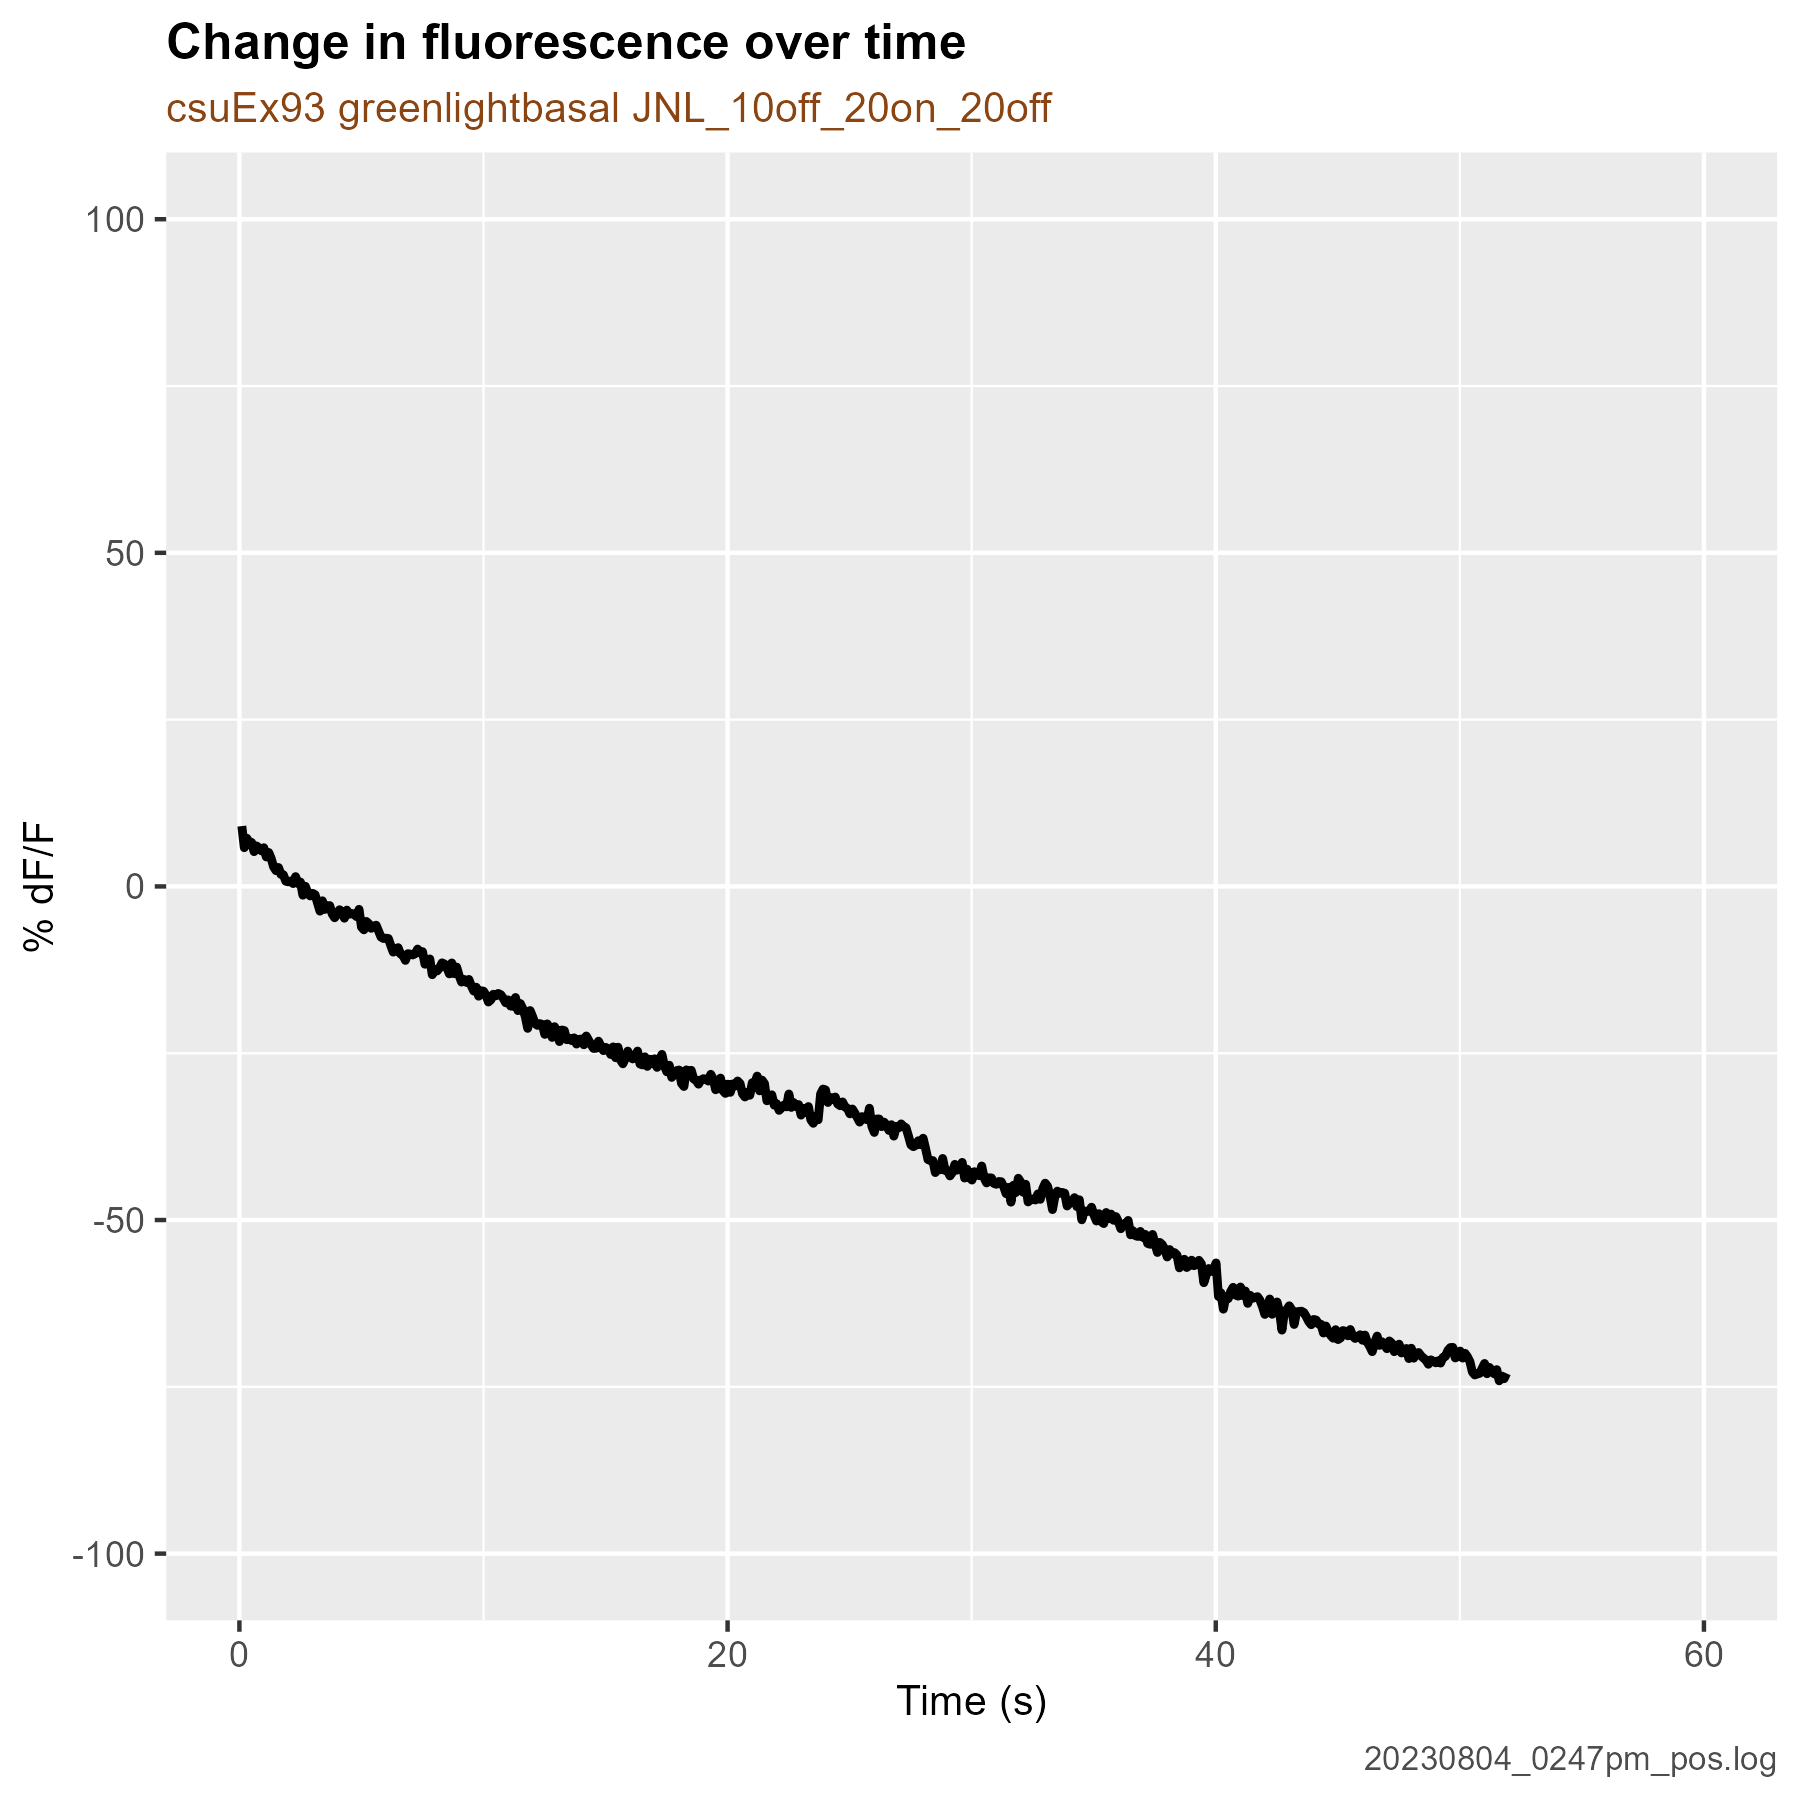 Change in fluorescence over time
csuEx93 greenlightbasal JNL_10off_20on_20off
100
50
0
-50
-100
% dF/F
0 20 40 60
Time (s)
20230804_0247pm_pos.log